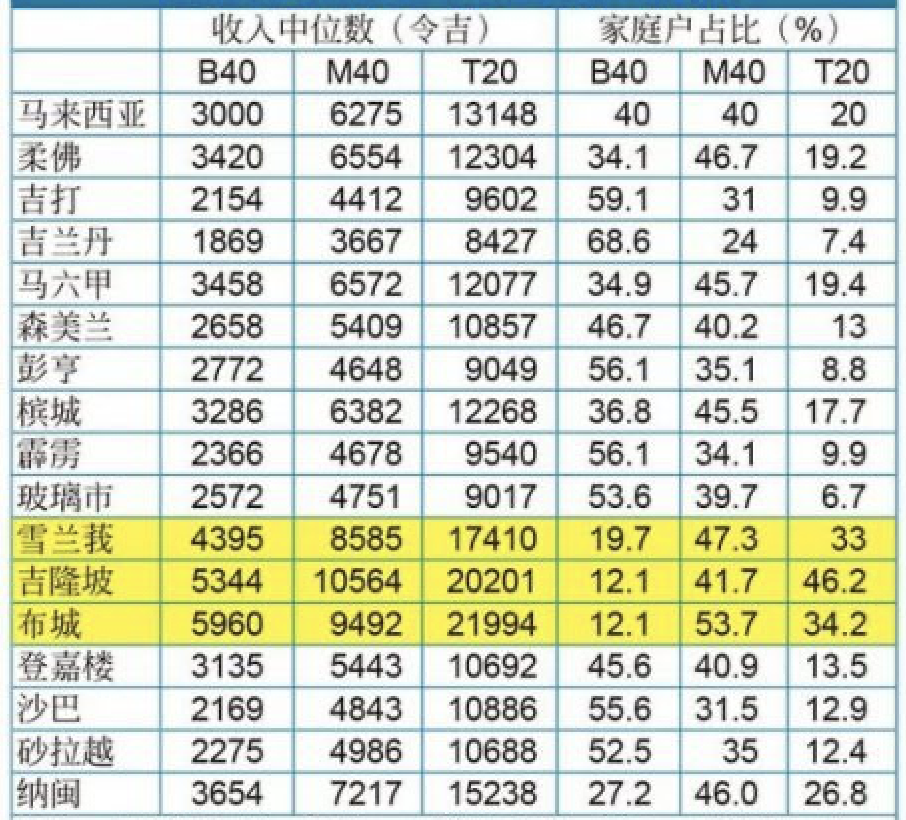 收入中位数（令吉） 家庭户占比（%）
B40 M40 T20 B40 M40 T20
马来西亚 3000 6275 13148 40 40 20
柔佛 3420 6554 12304 34.1 46.7 19.2
吉打 2154 4412 9602 59.1 31 9.9
吉兰丹 1869 3667 8427 68.6 24 7.4
马六甲 3458 6572 12077 34.9 45.7 19.4
森美兰 2658 5409 10857 46.7 40.2 13
彭亨 2772 4648 9049 56.1 35.1 8.8
槟城 3286 6382 12268 36.8 45.5 17.7
霹雳 2366 4678 9540 56.1 34.1 9.9
玻璃市 2572 4751 9017 53.6 39.7 6.7
雪兰莪 4395 8585 17410 19.7 47.3 33
吉隆坡 5344 10564 20201 12.1 41.7 46.2
布城 5960 9492 21994 12.1 53.7 34.2
登嘉楼 3135 5443 10692 45.6 40.9 13.5
沙巴 2169 4843 10886 55.6 31.5 12.9
砂拉越 2275 4986 10688 52.5 35 12.4
纳闽 3654 7217 15238 27.2 46.0 26.8